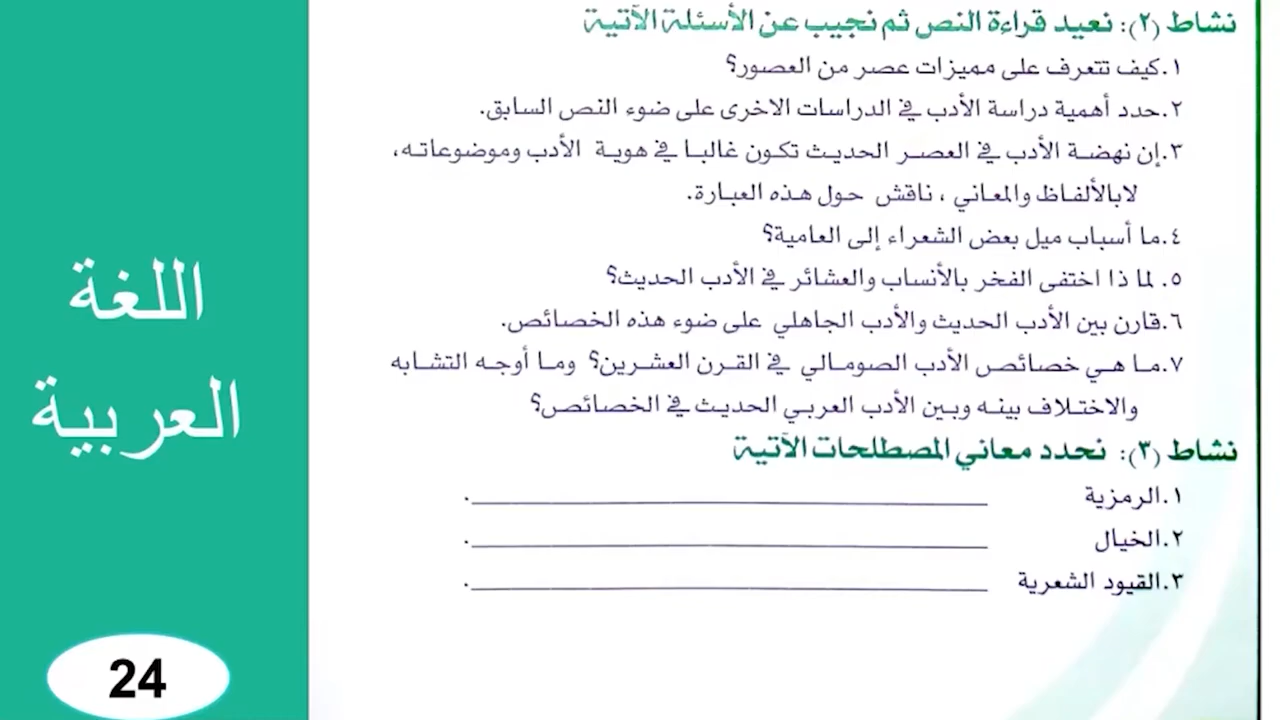 نشاط (٢): نعيد قراءة النص ثم نجيب عن الأسئلة الآتية
١.كيف تتعرف على مميزات عصر من العصور؟
٢.حدد أهمية دراسة الأدب في الدراسات الاخرى على ضوء النص السابق.
٣.إن نهضة الأدب في العصر الحديث تكون غالبا في هوية الأدب وموضوعاته،
لابالألفاظ والمعاني ، ناقش حول هذه العبارة.
٤.ما أسباب ميل بعض الشعراء إلى العامية؟
٥. لما ذا اختفى الفخر بالأنساب والعشائر في الأدب الحديث؟
٦.قارن بين الأدب الحديث والأدب الجاهلي على ضوء هذه الخصائص.
٧.ما هي خصائص الأدب الصومالي في القرن العشرين؟ وما أوجه التشابه
والاختلاف بينه وبين الأدب العربي الحديث في الخصائص؟
نشاط (٣): نحدد معاني المصطلحات الآتية
١.الرمزية ____________________.
٢.الخيال ____________________.
٣.القيود الشعرية ____________________.
اللغة
العربية
24